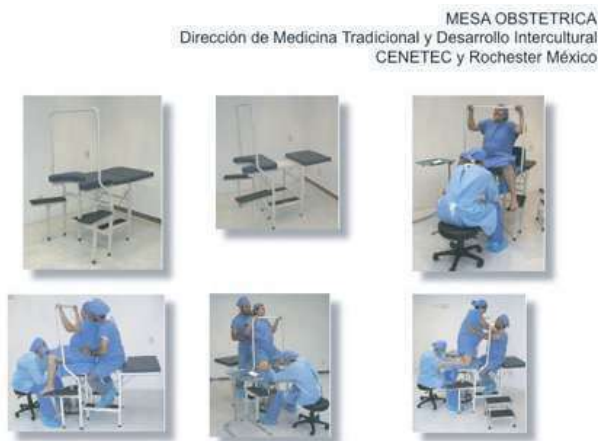 MESA OBSTETRICA
Dirección de Medicina Tradicional y Desarrollo Intercultural
CENETEC y Rochester México